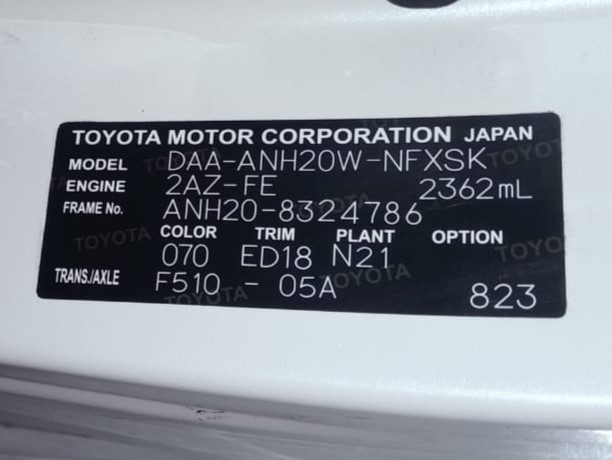 TOYOTA MOTOR CORPORATION JAPAN
MODEL DAA-ANH20W-NFXSK
ENGINE 2AZ-FE 2362mL
FRAME No. ANH20-8324786
COLOR TRIM PLANT OPTION
070 ED18 N21
TRANS./AXLE F510 - 05A 823